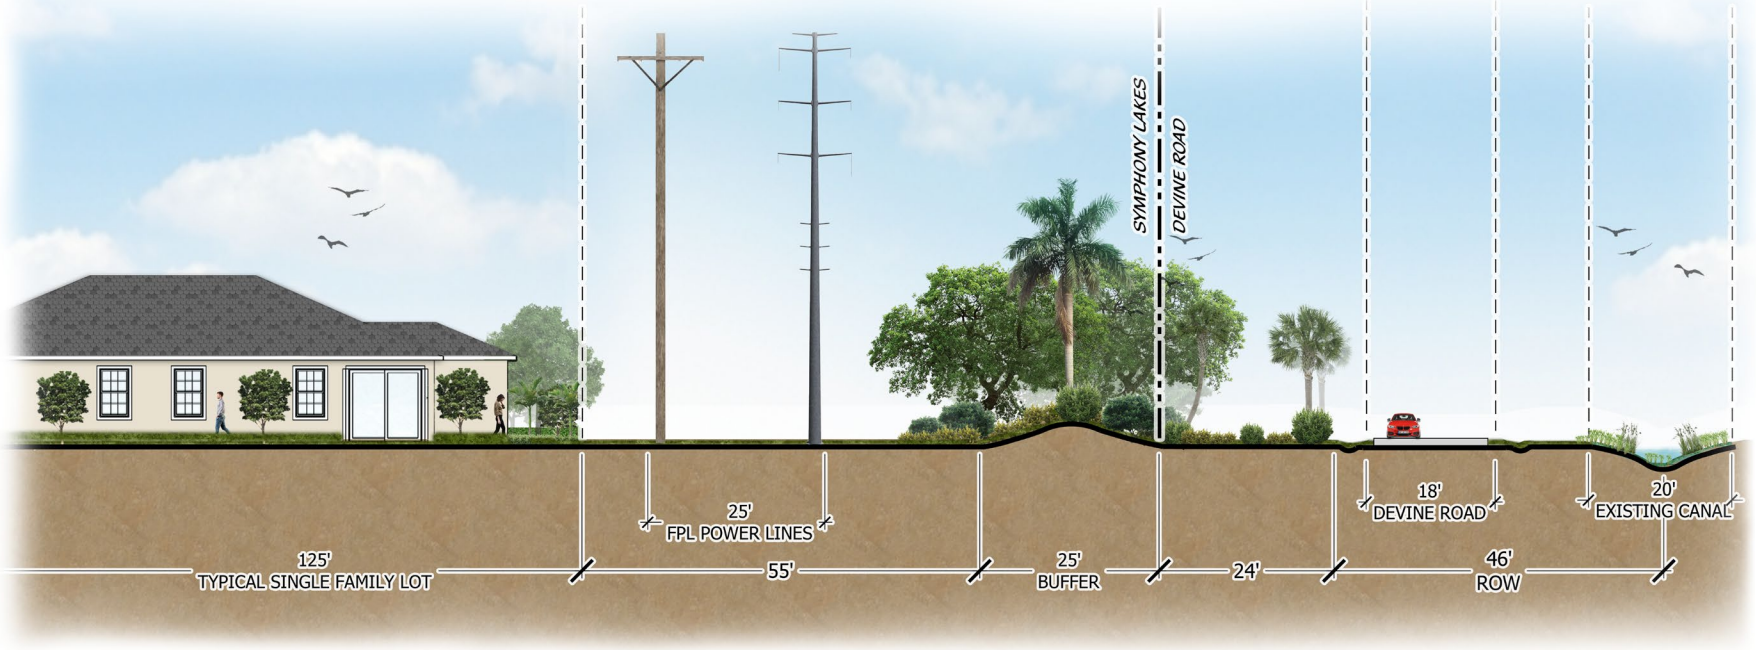 SYMPHONY LAKES
DEVINE ROAD
18'
DEVINE ROAD
20'
EXISTING CANAL
25'
FPL POWER LINES
125'
TYPICAL SINGLE FAMILY LOT
55'
25'
BUFFER
24'
46'
ROW